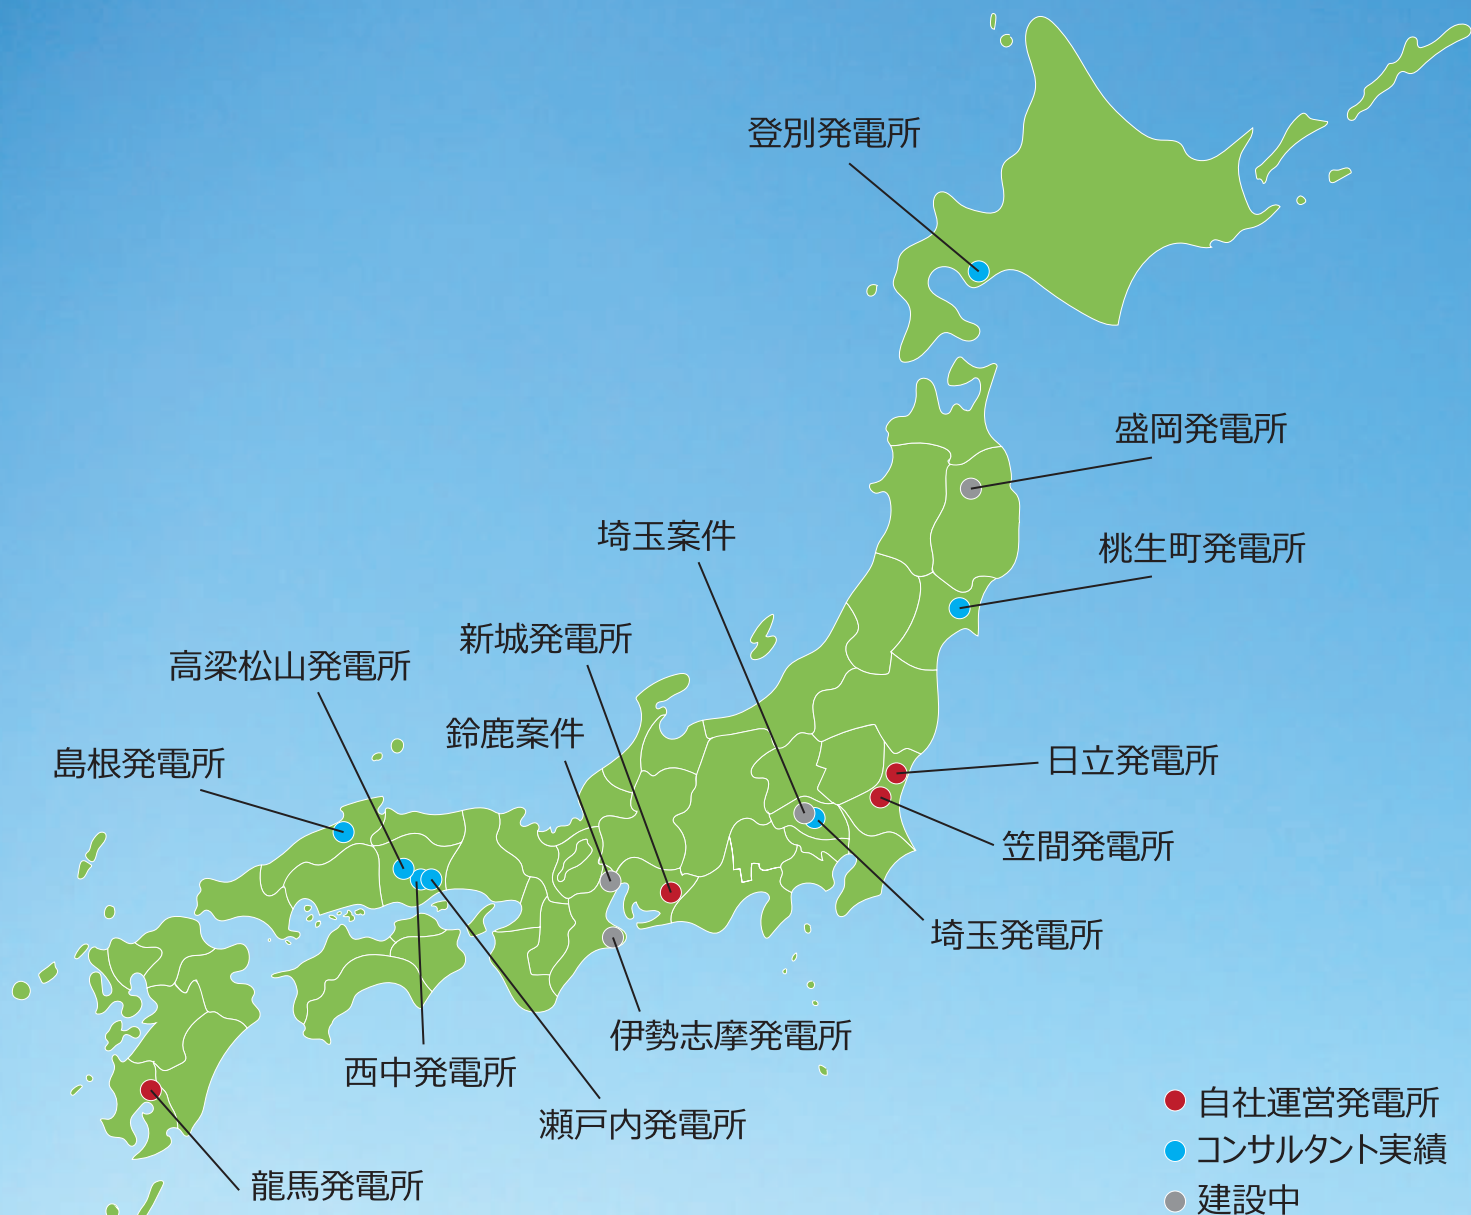 登別発電所
盛岡発電所
埼玉案件
桃生町発電所
新城発電所
高梁松山発電所
鈴鹿案件
島根発電所
日立発電所
笠間発電所
埼玉発電所
伊勢志摩発電所
西中発電所
瀬戸内発電所
龍馬発電所
自社運営発電所
コンサルタント実績
建設中